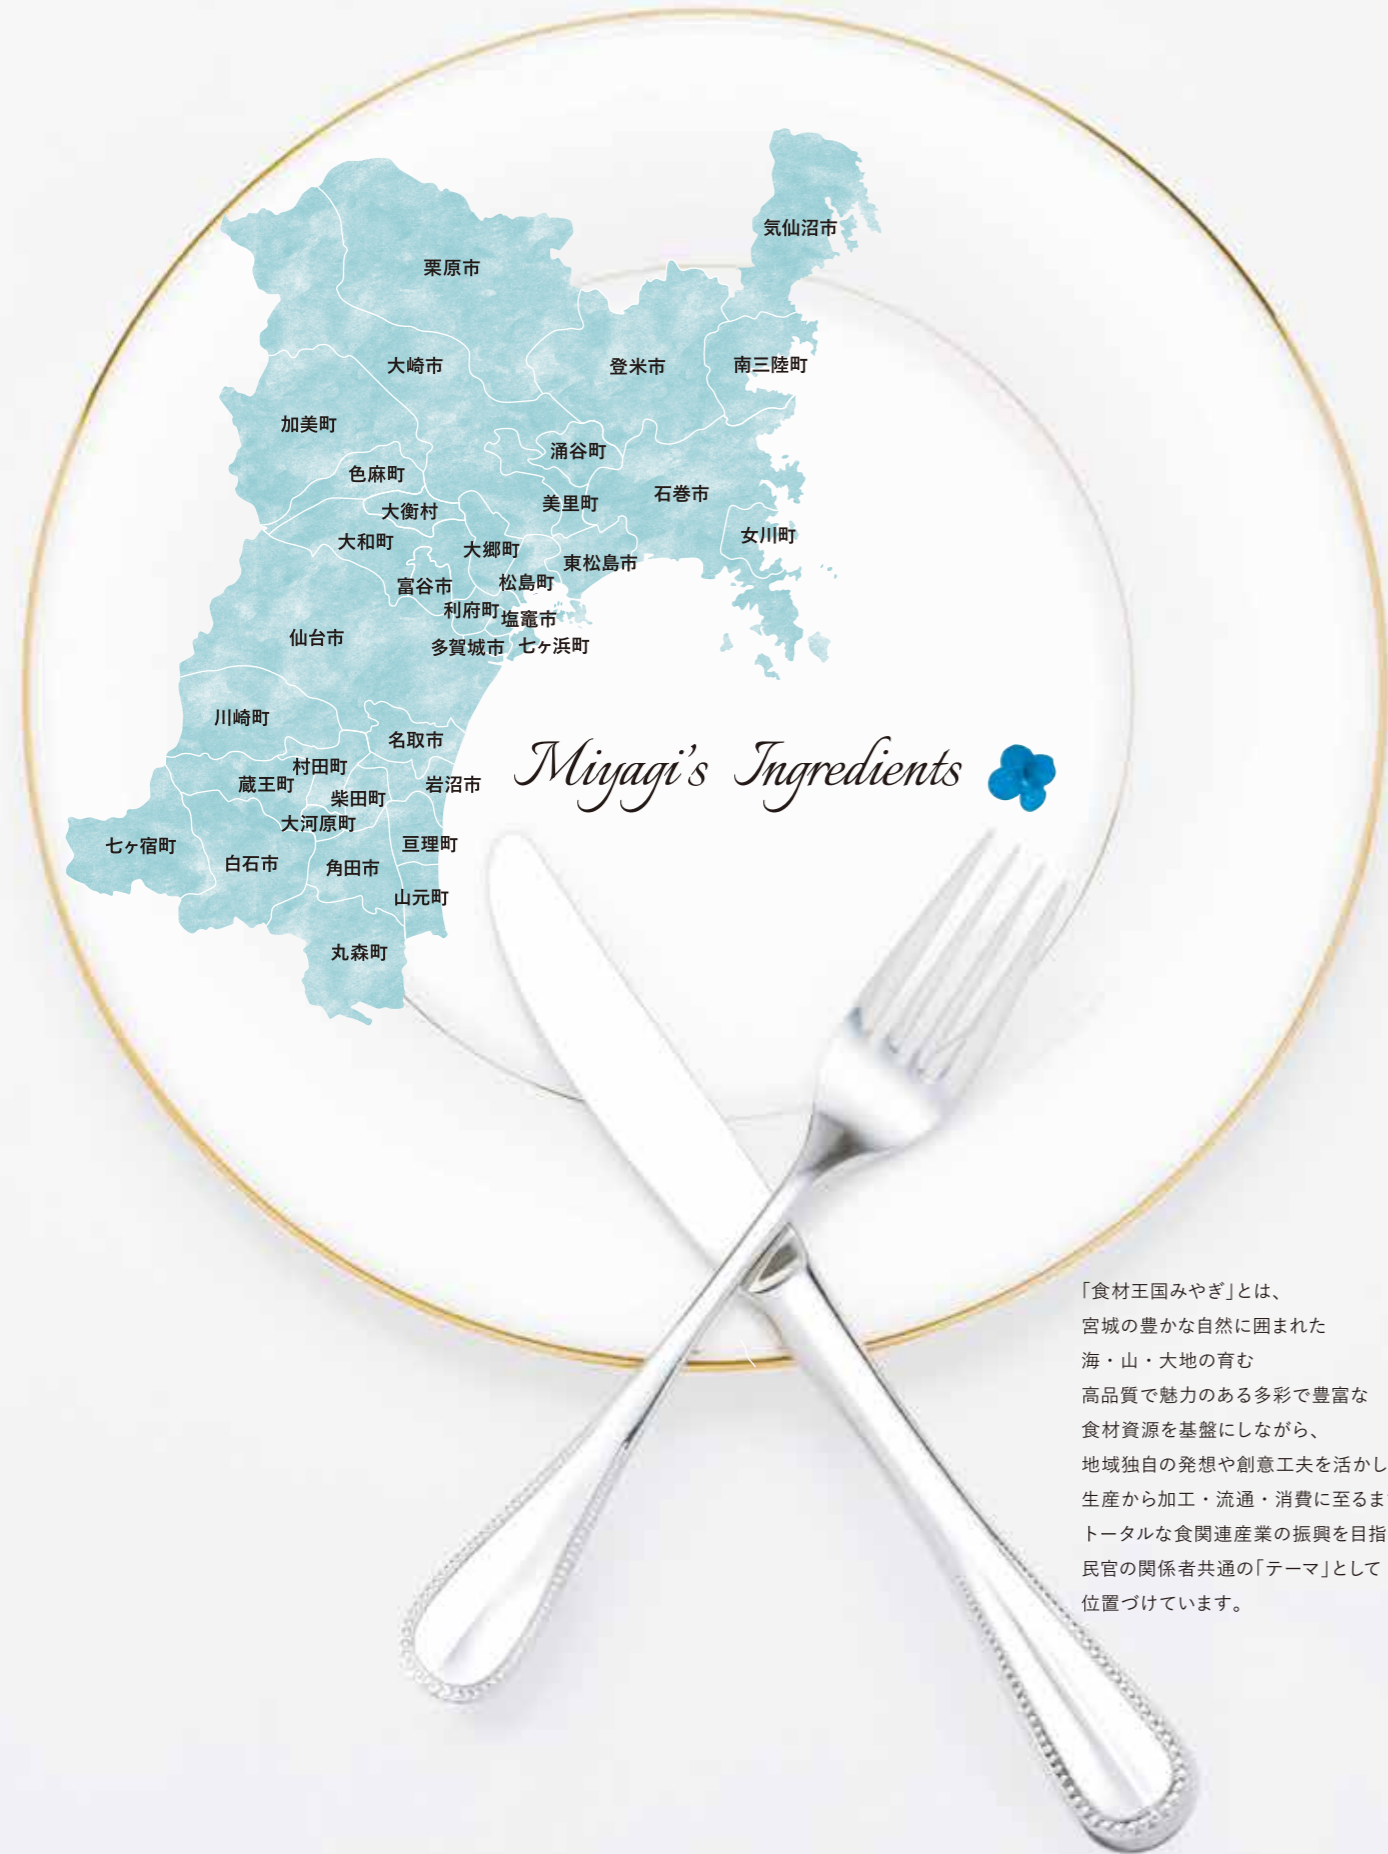 気仙沼市
栗原市
大崎市
登米市
南三陸町
加美町
涌谷町
色麻町
石巻市
美里町
大衡村
女川町
大和町
大郷町
東松島市
富谷市
松島町
利府町
塩竈市
仙台市
多賀城市
七ヶ浜町
川崎町
名取市
村田町
蔵王町
岩沼市
柴田町
大河原町
七ヶ宿町
亘理町
白石市
角田市
山元町
丸森町
Miyagi's Ingredients
「食材王国みやぎ」とは、
宮城の豊かな自然に囲まれた
海・山・大地の育む
高品質で魅力のある多彩で豊富な
食材資源を基盤にしながら、
地域独自の発想や創意工夫を活かし
生産から加工・流通・消費に至るま
トータルな食関連産業の振興を目指
民官の関係者共通の「テーマ」として
位置づけています。